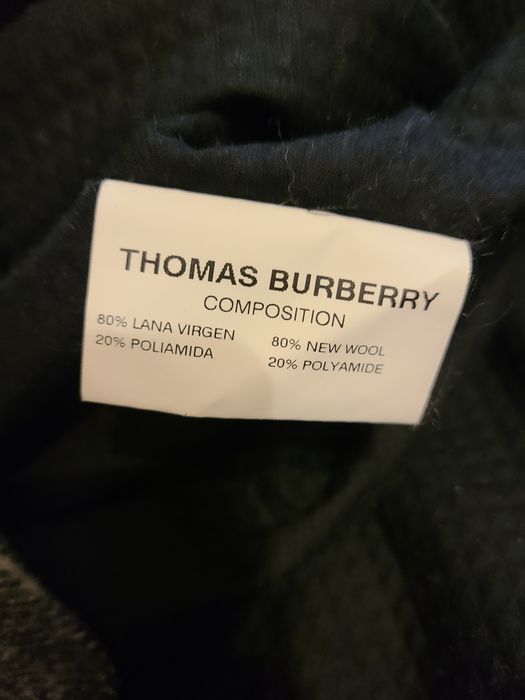 THOMAS BURBERRY
COMPOSITION
80% LANA VIRGEN
20% POLIAMIDA
80% NEW WOOL
20% POLYAMIDE